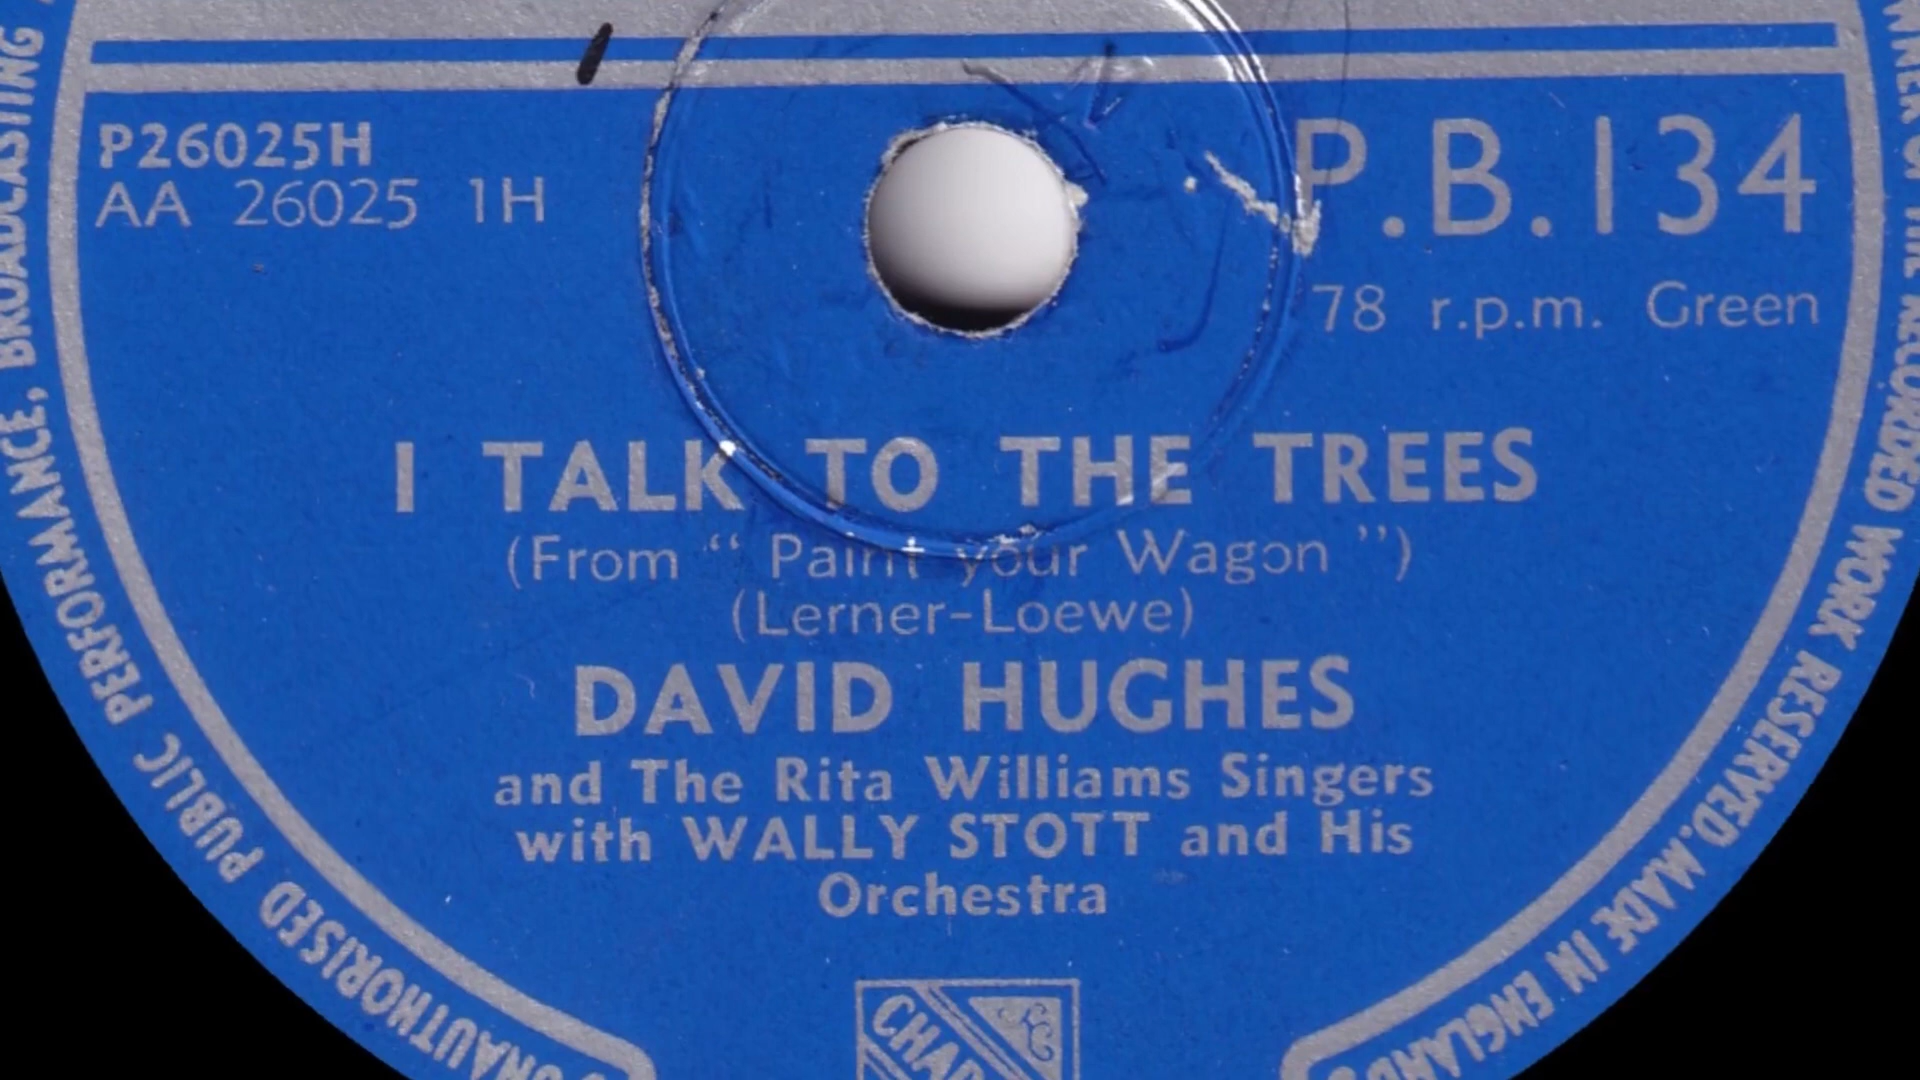 P26025H
AA 26025 1H
P.B.134
78 r.p.m. Green
I TALK TO THE TREES
(From “ Paint your Wagon ”)
(Lerner-Loewe)
DAVID HUGHES
and The Rita Williams Singers
with WALLY STOTT and His
Orchestra
UNAUTHORISED PUBLIC PERFORMANCE, BROADCASTING
OF THE RECORDED WORK RESERVED. MADE IN ENGLAND